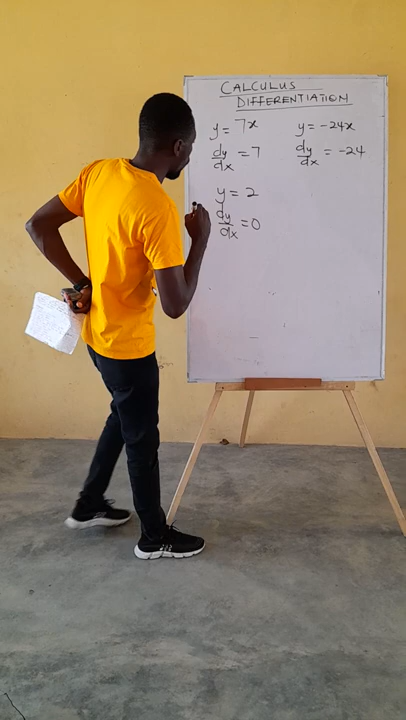 CALCULUS
DIFFERENTIATION
y = 7x
dy/dx = 7
y = -24x
dy/dx = -24
y = 2
dy/dx = 0